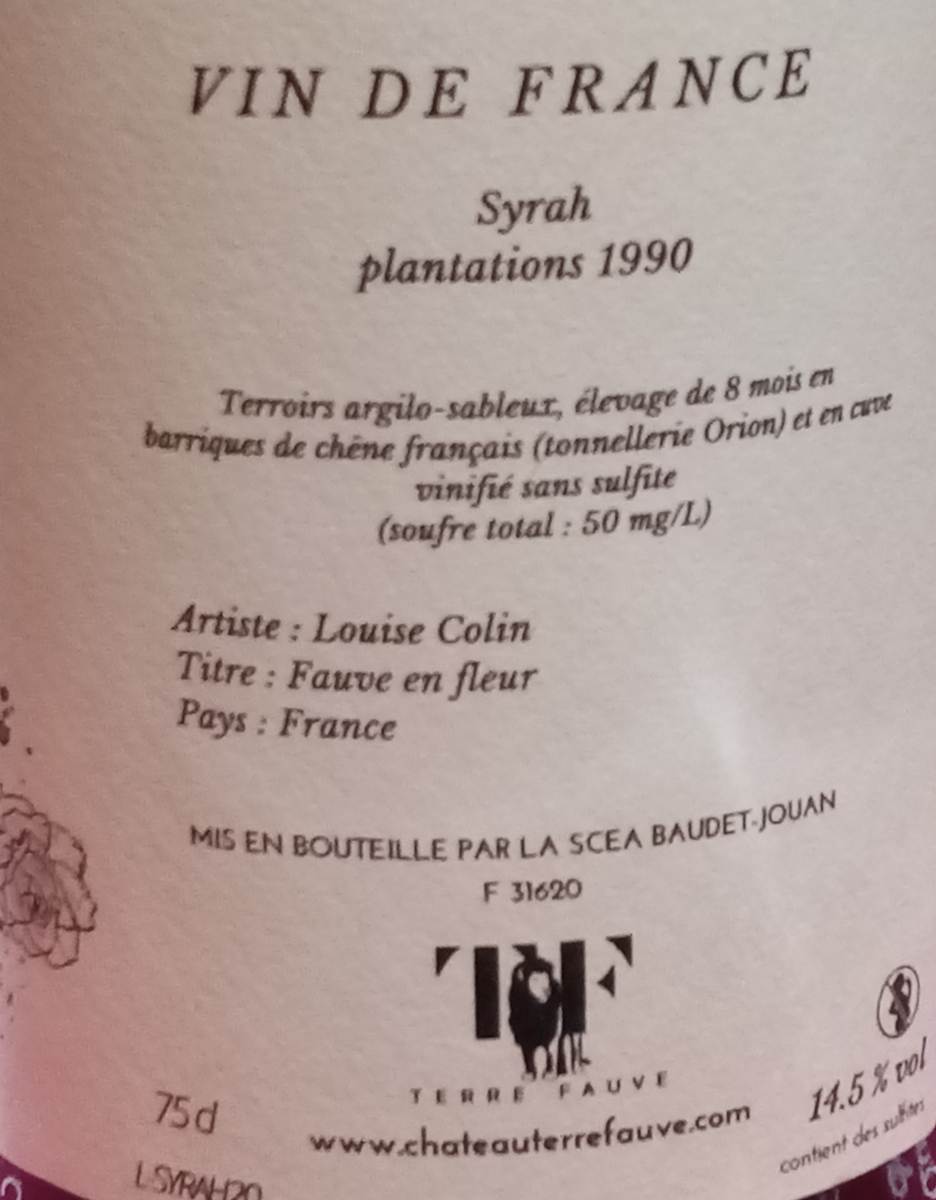 VIN DE FRANCE
Syrah
plantations 1990
Terroirs argilo-sableux, élevage de 8 mois en
barriques de chêne français (tonnellerie Orion) et en cuve
vinifié sans sulfite
(soufre total : 50 mg/L)
Artiste : Louise Colin
Titre : Fauve en fleur
Pays : France
MIS EN BOUTEILLE PAR LA SCEA BAUDET-JOUAN
F 31620
TF
TERRE FAUVE
www.chateauterrefauve.com
75cl
14.5 % vol
contient des sulfites
L SYRAH20